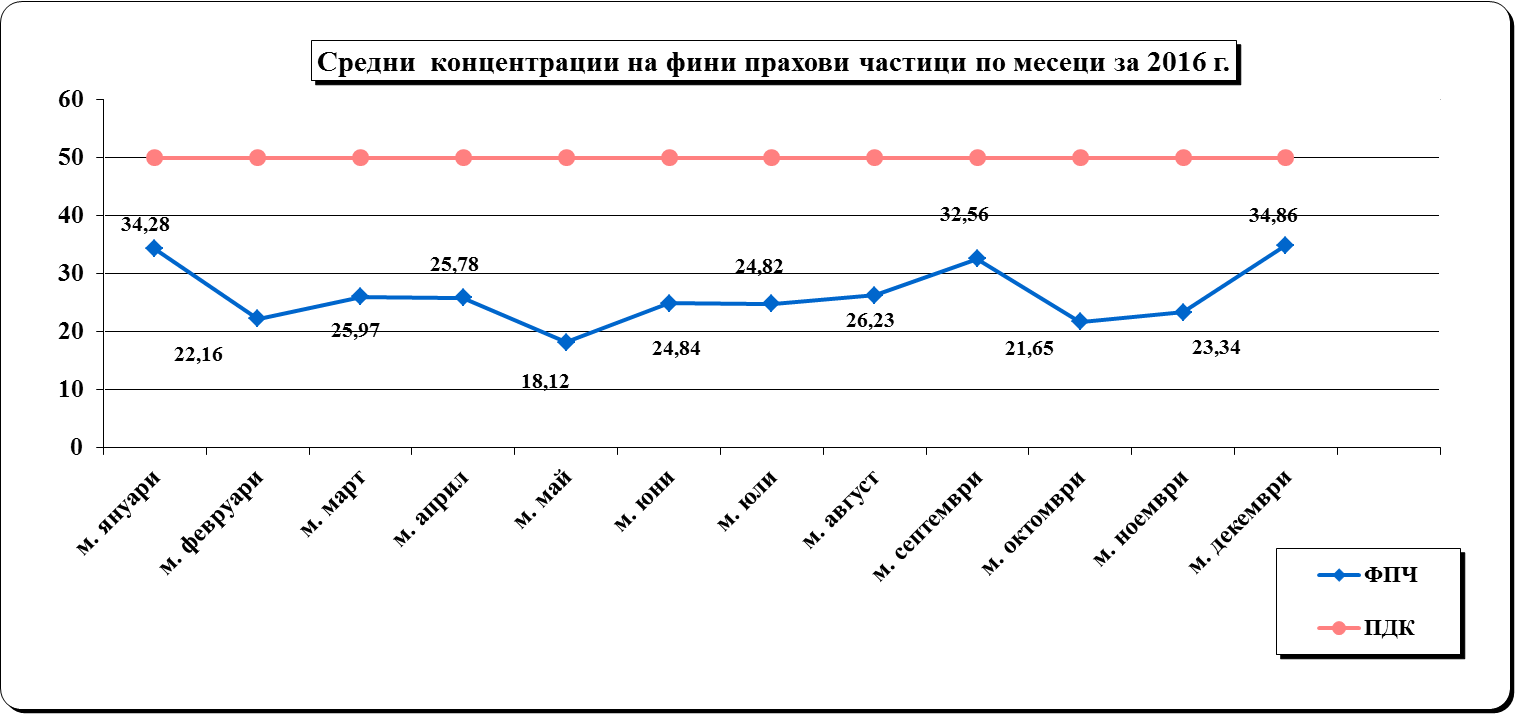 Средни концентрации на фини прахови частици по месеци за 2016 г.
60
50
40
30
20
10
0
34,28
22,16
25,97
25,78
18,12
24,84
24,82
26,23
32,56
21,65
23,34
34,86
м. януари
м. февруари
м. март
м. април
м. май
м. юни
м. юли
м. август
м. септември
м. октомври
м. ноември
м. декември
ФПЧ
ПДК